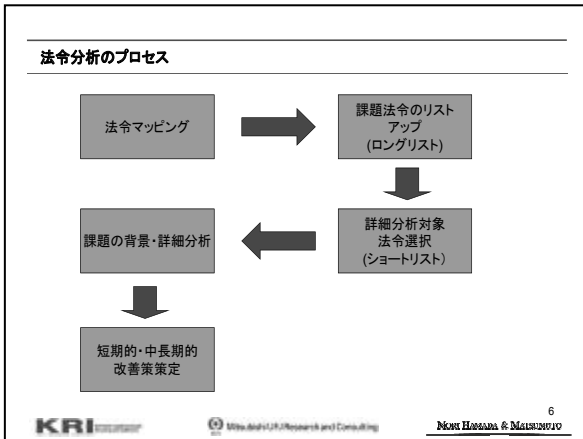 法令分析のプロセス
法令マッピング
課題法令のリスト
アップ
(ロングリスト)
詳細分析対象
法令選択
(ショートリスト)
課題の背景・詳細分析
短期的・中長期的
改善策策定
6
KRI
Mitsubishi UFJ Research and Consulting
MORI HAMADA & MATSUMOTO